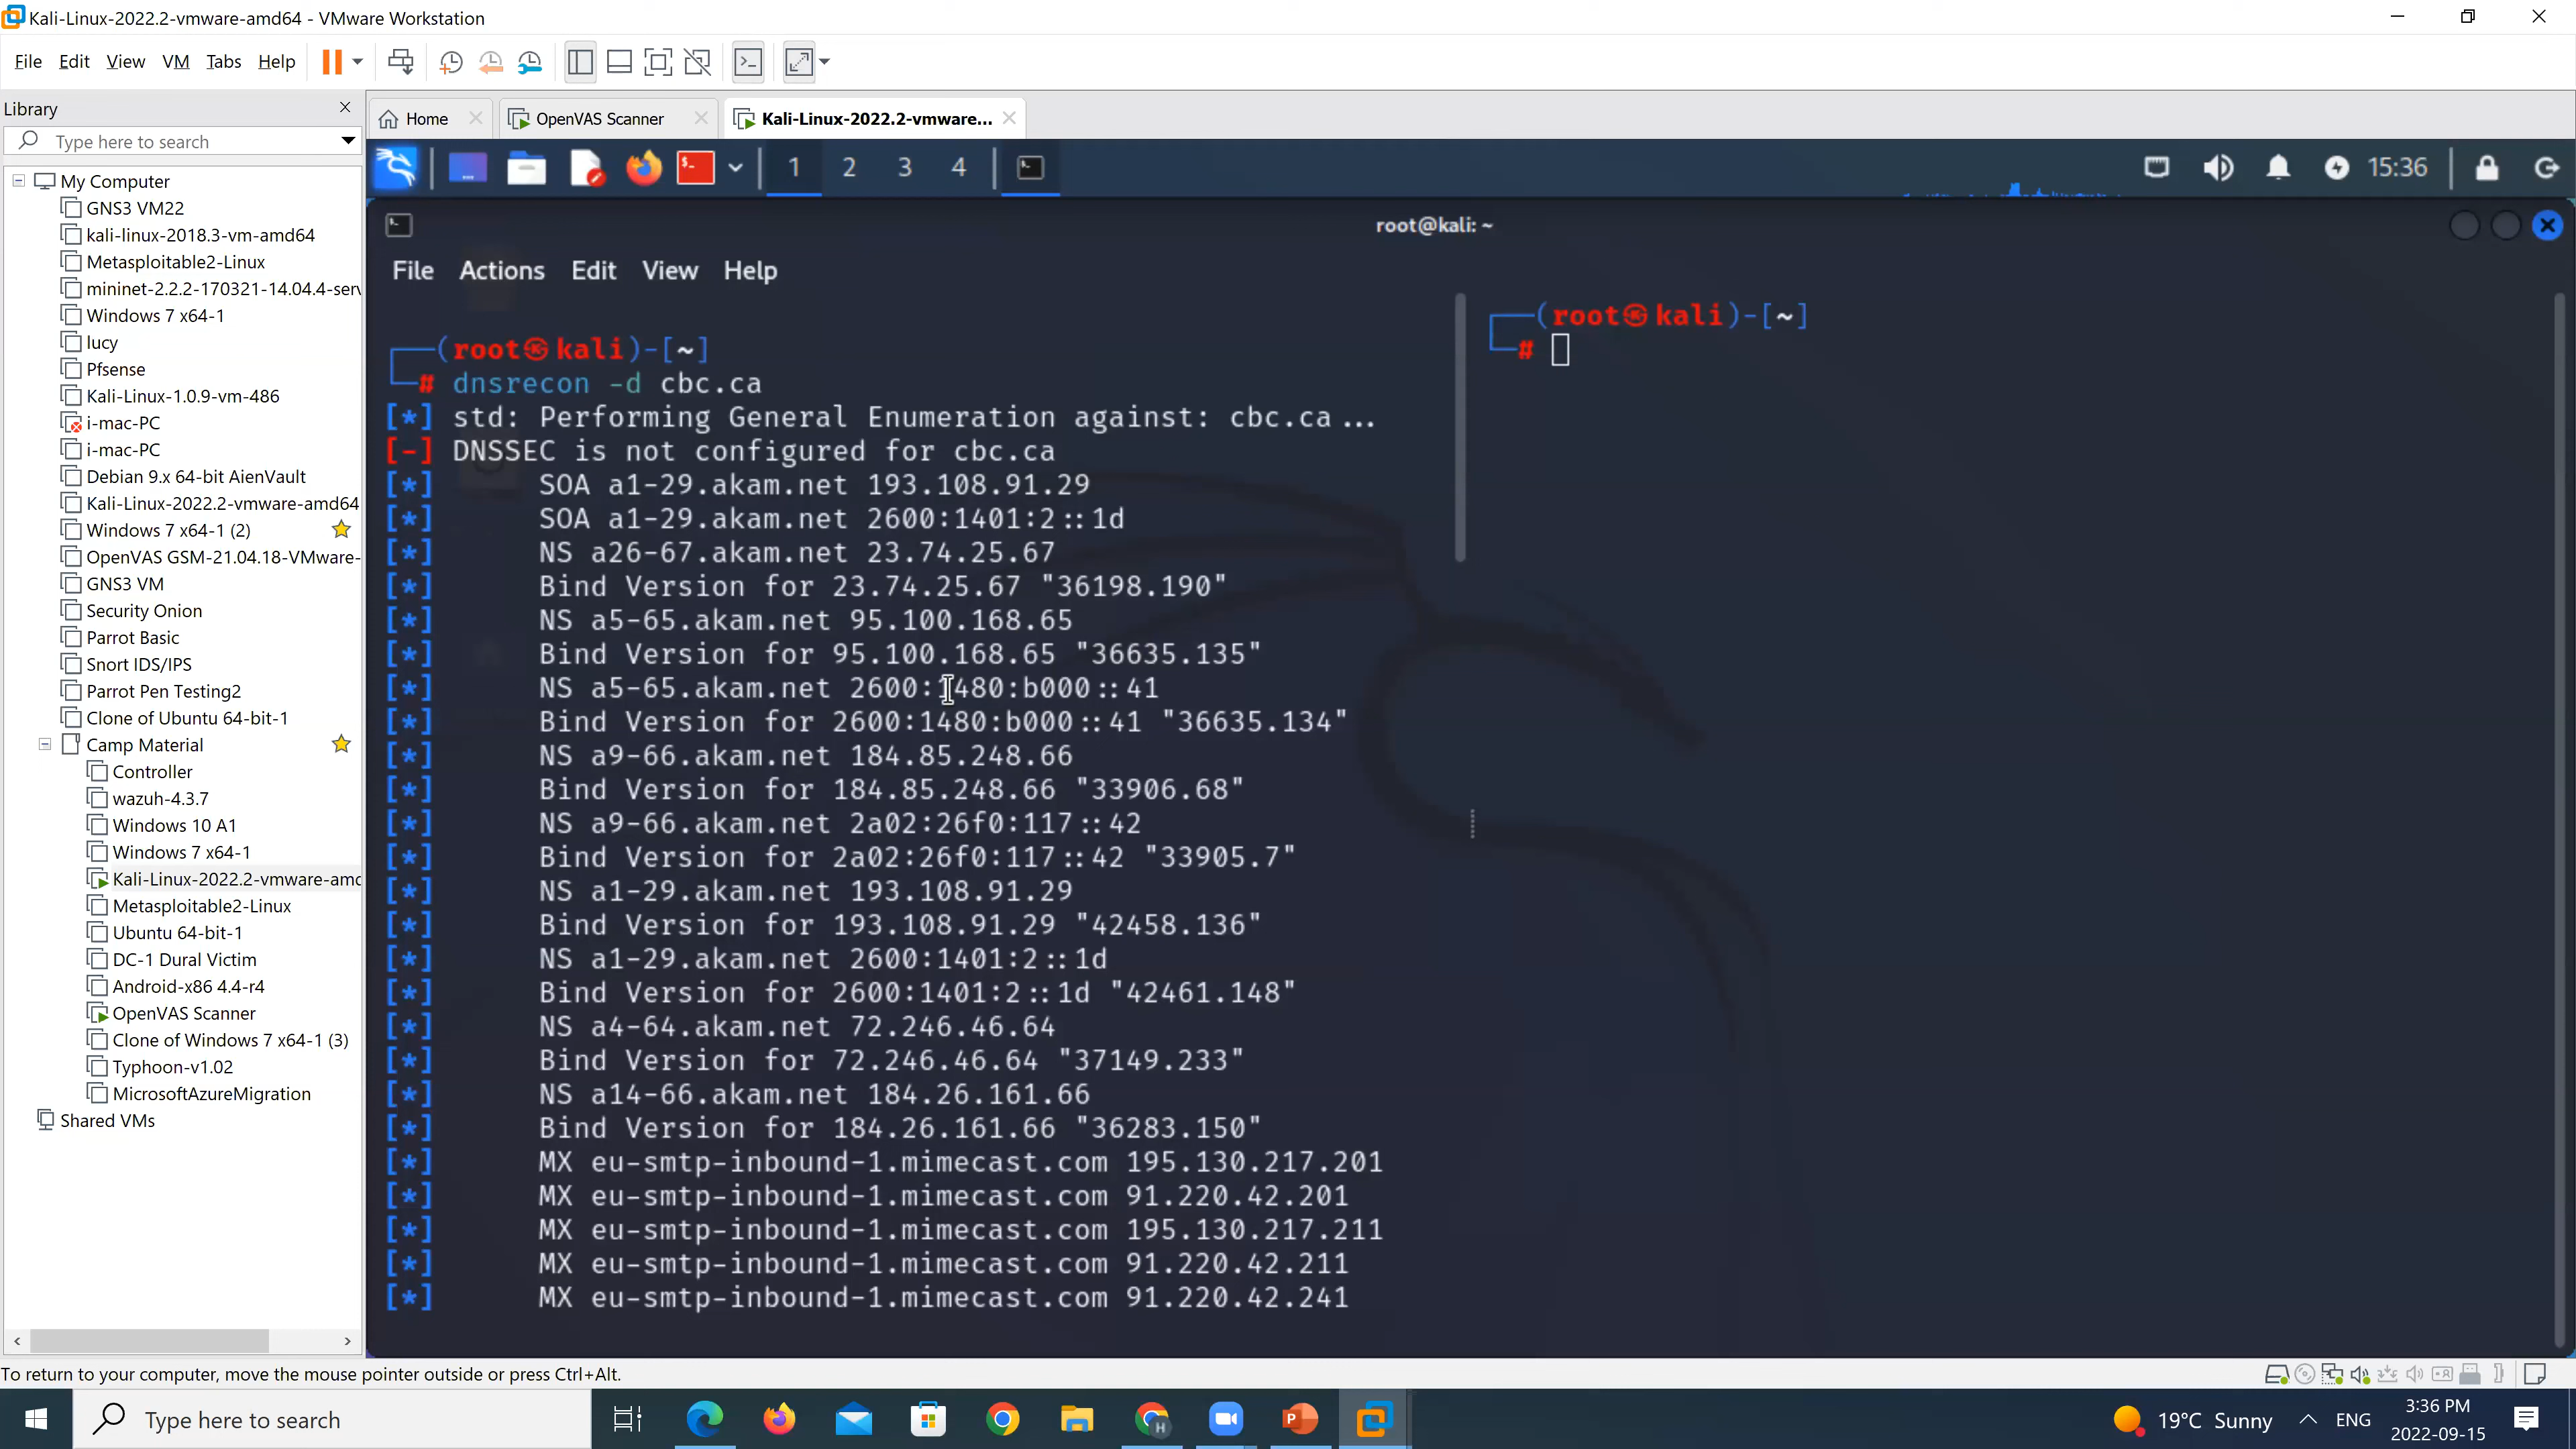 Kali-Linux-2022.2-vmware-amd64 - VMware Workstation
File Edit View VM Tabs Help
Library
Type here to search
My Computer
GNS3 VM22
kali-linux-2018.3-vm-amd64
Metasploitable2-Linux
mininet-2.2.2-170321-14.04.4-serv
Windows 7 x64-1
lucy
Pfsense
Kali-Linux-1.0.9-vm-486
i-mac-PC
i-mac-PC
Debian 9.x 64-bit AienVault
Kali-Linux-2022.2-vmware-amd64
Windows 7 x64-1 (2)
OpenVAS GSM-21.04.18-VMware-
GNS3 VM
Security Onion
Parrot Basic
Snort IDS/IPS
Parrot Pen Testing2
Clone of Ubuntu 64-bit-1
Camp Material
Controller
wazuh-4.3.7
Windows 10 A1
Windows 7 x64-1
Kali-Linux-2022.2-vmware-amd
Metasploitable2-Linux
Ubuntu 64-bit-1
DC-1 Dural Victim
Android-x86 4.4-r4
OpenVAS Scanner
Clone of Windows 7 x64-1 (3)
Typhoon-v1.02
MicrosoftAzureMigration
Shared VMs
Home OpenVAS Scanner Kali-Linux-2022.2-vmware...
1 2 3 4 15:36
root@kali: ~
File Actions Edit View Help
(root㉿kali)-[~]
# dnsrecon -d cbc.ca
[*] std: Performing General Enumeration against: cbc.ca ...
[-] DNSSEC is not configured for cbc.ca
[*] SOA a1-29.akam.net 193.108.91.29
[*] SOA a1-29.akam.net 2600:1401:2::1d
[*] NS a26-67.akam.net 23.74.25.67
[*] Bind Version for 23.74.25.67 "36198.190"
[*] NS a5-65.akam.net 95.100.168.65
[*] Bind Version for 95.100.168.65 "36635.135"
[*] NS a5-65.akam.net 2600:1480:b000::41
[*] Bind Version for 2600:1480:b000::41 "36635.134"
[*] NS a9-66.akam.net 184.85.248.66
[*] Bind Version for 184.85.248.66 "33906.68"
[*] NS a9-66.akam.net 2a02:26f0:117::42
[*] Bind Version for 2a02:26f0:117::42 "33905.7"
[*] NS a1-29.akam.net 193.108.91.29
[*] Bind Version for 193.108.91.29 "42458.136"
[*] NS a1-29.akam.net 2600:1401:2::1d
[*] Bind Version for 2600:1401:2::1d "42461.148"
[*] NS a4-64.akam.net 72.246.46.64
[*] Bind Version for 72.246.46.64 "37149.233"
[*] NS a14-66.akam.net 184.26.161.66
[*] Bind Version for 184.26.161.66 "36283.150"
[*] MX eu-smtp-inbound-1.mimecast.com 195.130.217.201
[*] MX eu-smtp-inbound-1.mimecast.com 91.220.42.201
[*] MX eu-smtp-inbound-1.mimecast.com 195.130.217.211
[*] MX eu-smtp-inbound-1.mimecast.com 91.220.42.211
[*] MX eu-smtp-inbound-1.mimecast.com 91.220.42.241
(root㉿kali)-[~]
#
To return to your computer, move the mouse pointer outside or press Ctrl+Alt.
Type here to search
19°C Sunny
ENG
3:36 PM
2022-09-15